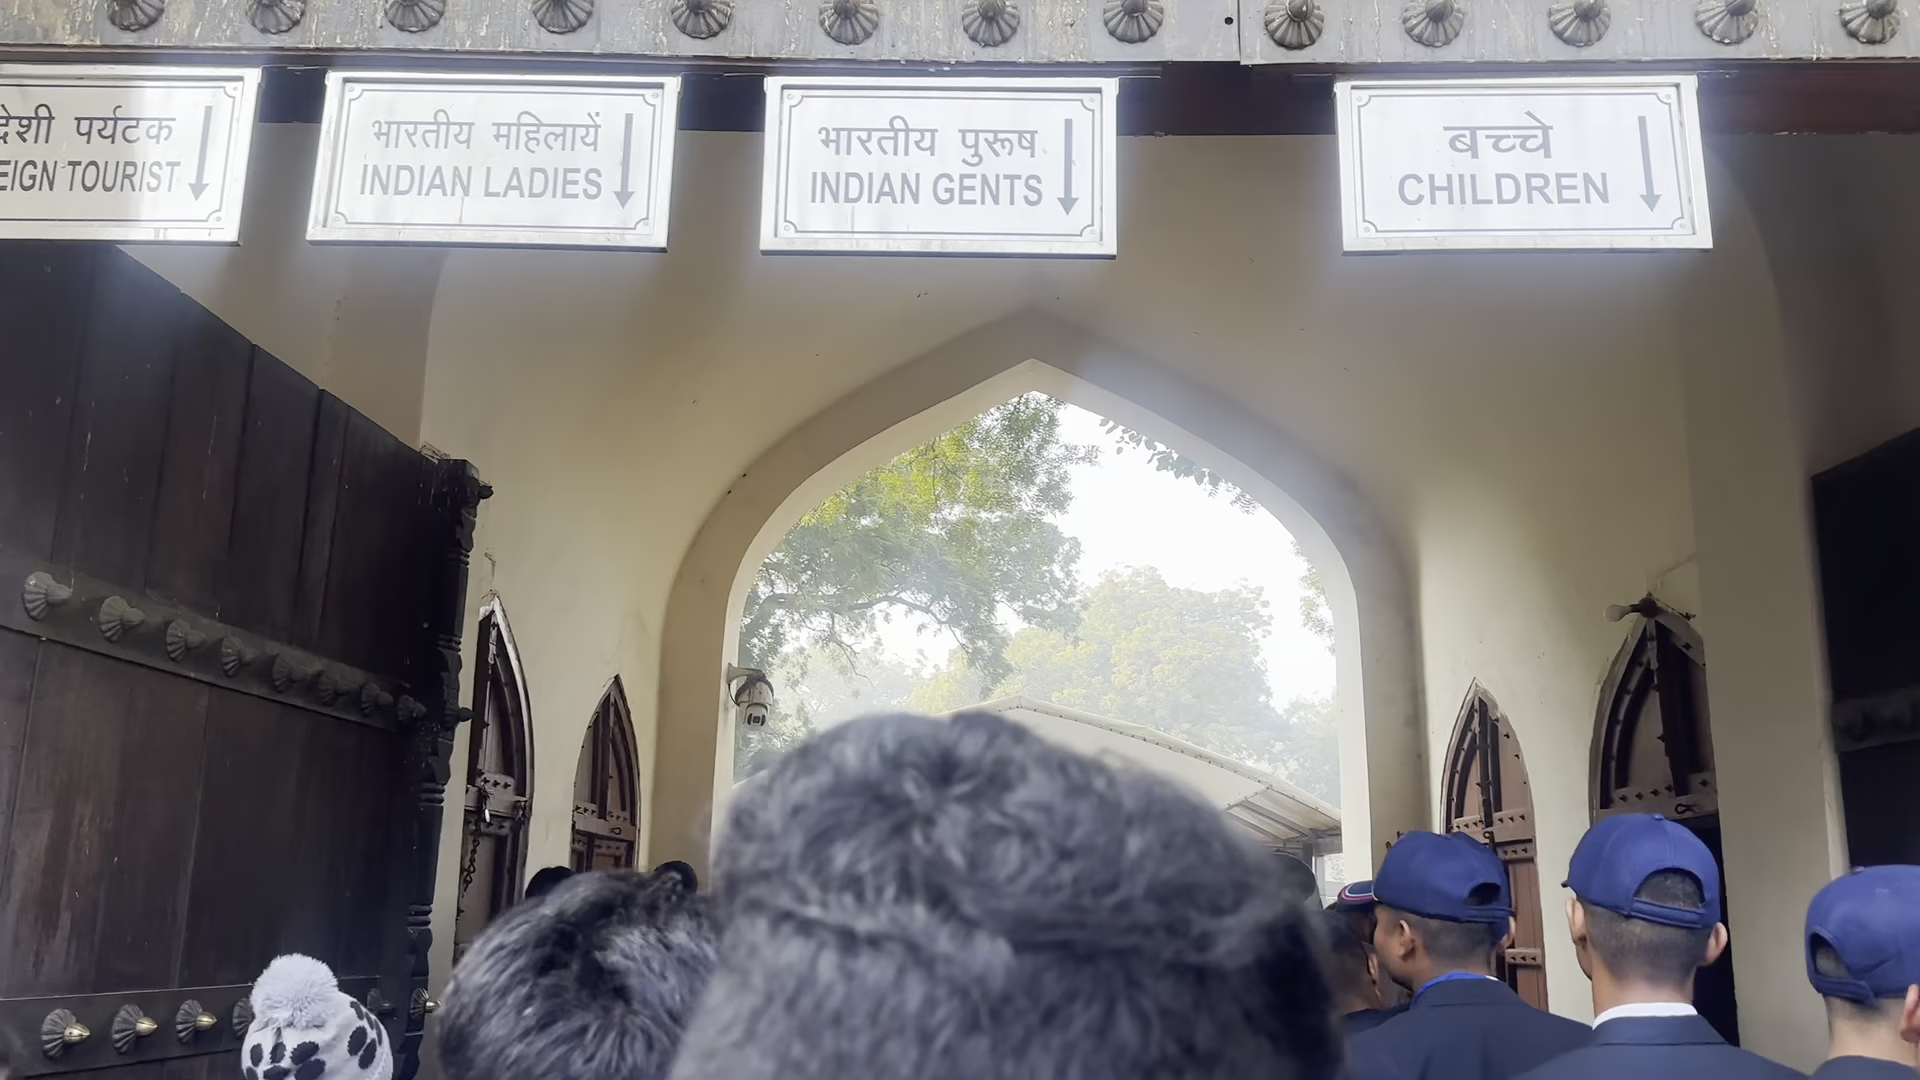 देशी पर्यटक
EIGN TOURIST
भारतीय महिलायें
INDIAN LADIES
भारतीय पुरूष
INDIAN GENTS
बच्चे
CHILDREN